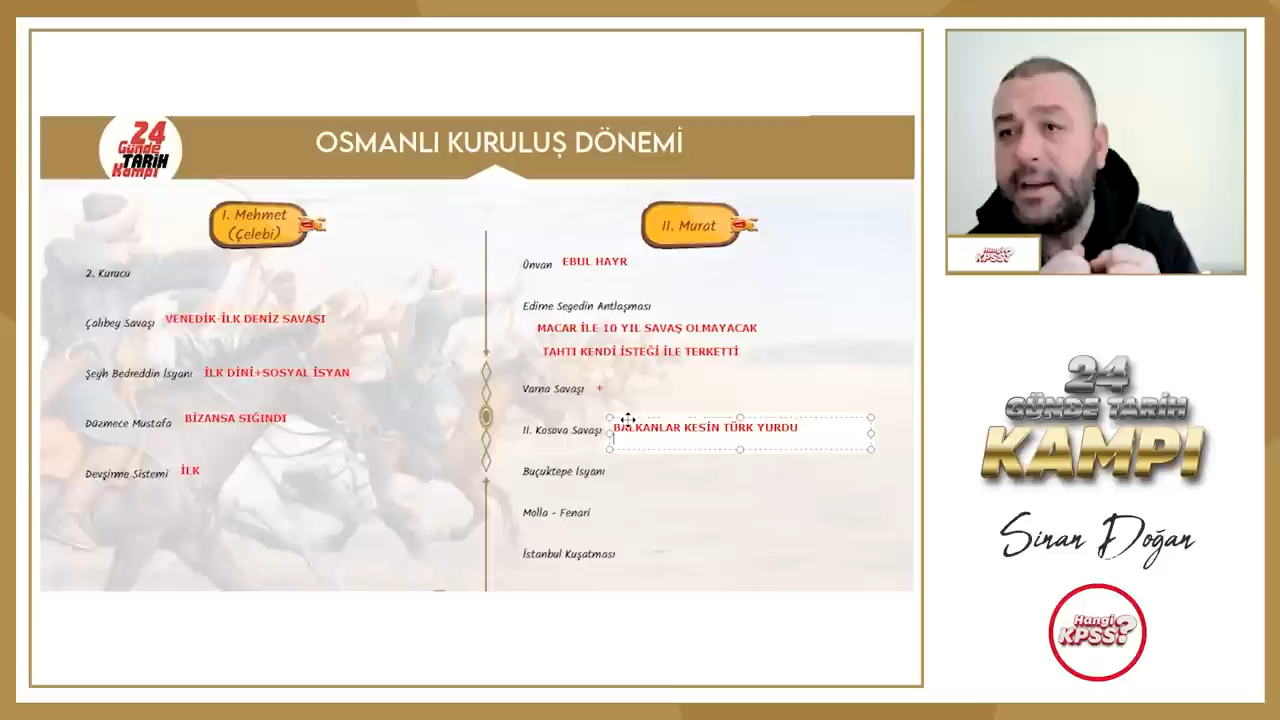 24
Günde
TARİH
Kampı
OSMANLI KURULUŞ DÖNEMİ
I. Mehmet
(Çelebi)
2. Kurucu
Çalıbey Savaşı VENEDİK-İLK DENİZ SAVAŞI
Şeyh Bedreddin İsyanı İLK DİNİ+SOSYAL İSYAN
Düzmece Mustafa BİZANSA SIĞINDI
Devşirme Sistemi İLK
II. Murat
Ünvan EBUL HAYR
Edirne Segedin Antlaşması
MACAR İLE 10 YIL SAVAŞ OLMAYACAK
TAHTI KENDİ İSTEĞİ İLE TERKETTİ
Varna Savaşı +
II. Kosova Savaşı BALKANLAR KESİN TÜRK YURDU
Buçuktepe İsyanı
Molla - Fenari
İstanbul Kuşatması
Hangi
KPSS?
24
GÜNDE TARİH
KAMPI
Sinan Doğan
Hangi
KPSS?